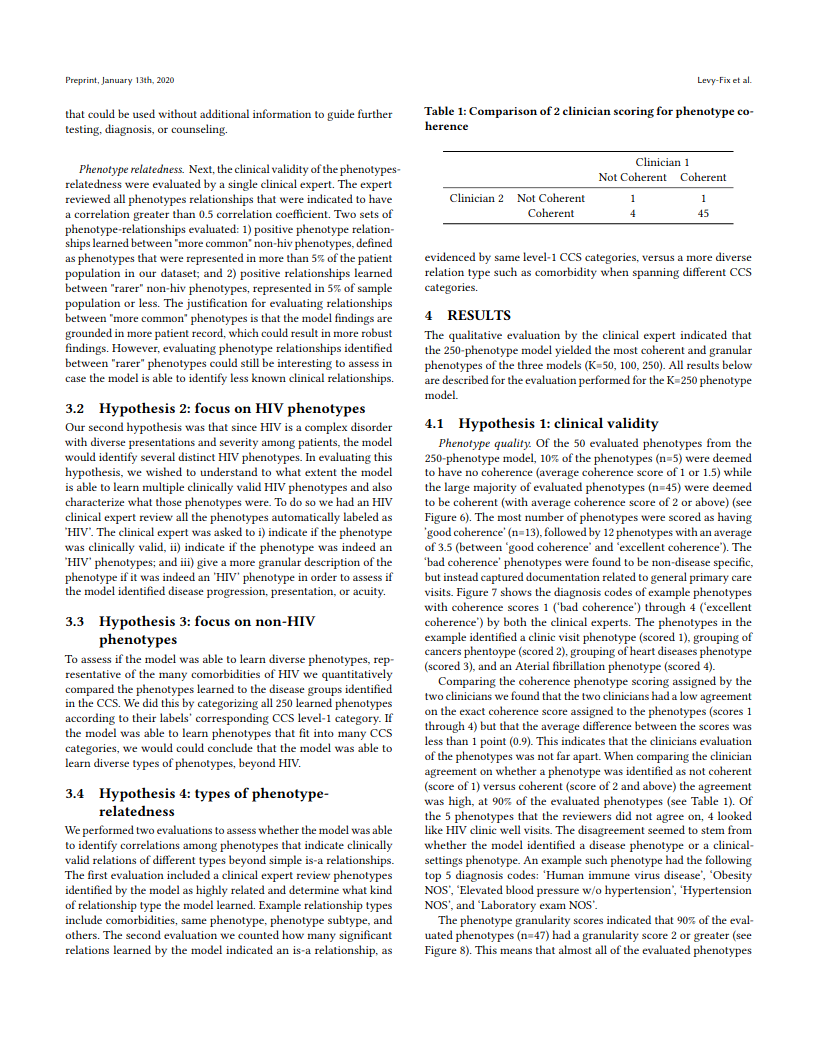 Preprint, January 13th, 2020
Levy-Fix et al.
that could be used without additional information to guide further
testing, diagnosis, or counseling.
Phenotype relatedness. Next, the clinical validity of the phenotypes-
relatedness were evaluated by a single clinical expert. The expert
reviewed all phenotypes relationships that were indicated to have
a correlation greater than 0.5 correlation coefficient. Two sets of
phenotype-relationships evaluated: 1) positive phenotype relation-
ships learned between "more common" non-hiv phenotypes, defined
as phenotypes that were represented in more than 5% of the patient
population in our dataset; and 2) positive relationships learned
between "rarer" non-hiv phenotypes, represented in 5% of sample
population or less. The justification for evaluating relationships
between "more common" phenotypes is that the model findings are
grounded in more patient record, which could result in more robust
findings. However, evaluating phenotype relationships identified
between "rarer" phenotypes could still be interesting to assess in
case the model is able to identify less known clinical relationships.
3.2 Hypothesis 2: focus on HIV phenotypes
Our second hypothesis was that since HIV is a complex disorder
with diverse presentations and severity among patients, the model
would identify several distinct HIV phenotypes. In evaluating this
hypothesis, we wished to understand to what extent the model
is able to learn multiple clinically valid HIV phenotypes and also
characterize what those phenotypes were. To do so we had an HIV
clinical expert review all the phenotypes automatically labeled as
'HIV'. The clinical expert was asked to i) indicate if the phenotype
was clinically valid, ii) indicate if the phenotype was indeed an
'HIV' phenotypes; and iii) give a more granular description of the
phenotype if it was indeed an 'HIV' phenotype in order to assess if
the model identified disease progression, presentation, or acuity.
3.3 Hypothesis 3: focus on non-HIV
phenotypes
To assess if the model was able to learn diverse phenotypes, rep-
resentative of the many comorbidities of HIV we quantitatively
compared the phenotypes learned to the disease groups identified
in the CCS. We did this by categorizing all 250 learned phenotypes
according to their labels' corresponding CCS level-1 category. If
the model was able to learn phenotypes that fit into many CCS
categories, we would could conclude that the model was able to
learn diverse types of phenotypes, beyond HIV.
3.4 Hypothesis 4: types of phenotype-
relatedness
We performed two evaluations to assess whether the model was able
to identify correlations among phenotypes that indicate clinically
valid relations of different types beyond simple is-a relationships.
The first evaluation included a clinical expert review phenotypes
identified by the model as highly related and determine what kind
of relationship type the model learned. Example relationship types
include comorbidities, same phenotype, phenotype subtype, and
others. The second evaluation we counted how many significant
relations learned by the model indicated an is-a relationship, as
Table 1: Comparison of 2 clinician scoring for phenotype co-
herence
Clinician 1
Not Coherent Coherent
Clinician 2 Not Coherent 1 1
Coherent 4 45
evidenced by same level-1 CCS categories, versus a more diverse
relation type such as comorbidity when spanning different CCS
categories.
4 RESULTS
The qualitative evaluation by the clinical expert indicated that
the 250-phenotype model yielded the most coherent and granular
phenotypes of the three models (K=50, 100, 250). All results below
are described for the evaluation performed for the K=250 phenotype
model.
4.1 Hypothesis 1: clinical validity
Phenotype quality. Of the 50 evaluated phenotypes from the
250-phenotype model, 10% of the phenotypes (n=5) were deemed
to have no coherence (average coherence score of 1 or 1.5) while
the large majority of evaluated phenotypes (n=45) were deemed
to be coherent (with average coherence score of 2 or above) (see
Figure 6). The most number of phenotypes were scored as having
'good coherence' (n=13), followed by 12 phenotypes with an average
of 3.5 (between 'good coherence' and 'excellent coherence'). The
'bad coherence' phenotypes were found to be non-disease specific,
but instead captured documentation related to general primary care
visits. Figure 7 shows the diagnosis codes of example phenotypes
with coherence scores 1 ('bad coherence') through 4 ('excellent
coherence') by both the clinical experts. The phenotypes in the
example identified a clinic visit phenotype (scored 1), grouping of
cancers phentoype (scored 2), grouping of heart diseases phenotype
(scored 3), and an Aterial fibrillation phenotype (scored 4).
Comparing the coherence phenotype scoring assigned by the
two clinicians we found that the two clinicians had a low agreement
on the exact coherence score assigned to the phenotypes (scores 1
through 4) but that the average difference between the scores was
less than 1 point (0.9). This indicates that the clinicians evaluation
of the phenotypes was not far apart. When comparing the clinician
agreement on whether a phenotype was identified as not coherent
(score of 1) versus coherent (score of 2 and above) the agreement
was high, at 90% of the evaluated phenotypes (see Table 1). Of
the 5 phenotypes that the reviewers did not agree on, 4 looked
like HIV clinic well visits. The disagreement seemed to stem from
whether the model identified a disease phenotype or a clinical-
settings phenotype. An example such phenotype had the following
top 5 diagnosis codes: 'Human immune virus disease', 'Obesity
NOS', 'Elevated blood pressure w/o hypertension', 'Hypertension
NOS', and 'Laboratory exam NOS'.
The phenotype granularity scores indicated that 90% of the eval-
uated phenotypes (n=47) had a granularity score 2 or greater (see
Figure 8). This means that almost all of the evaluated phenotypes